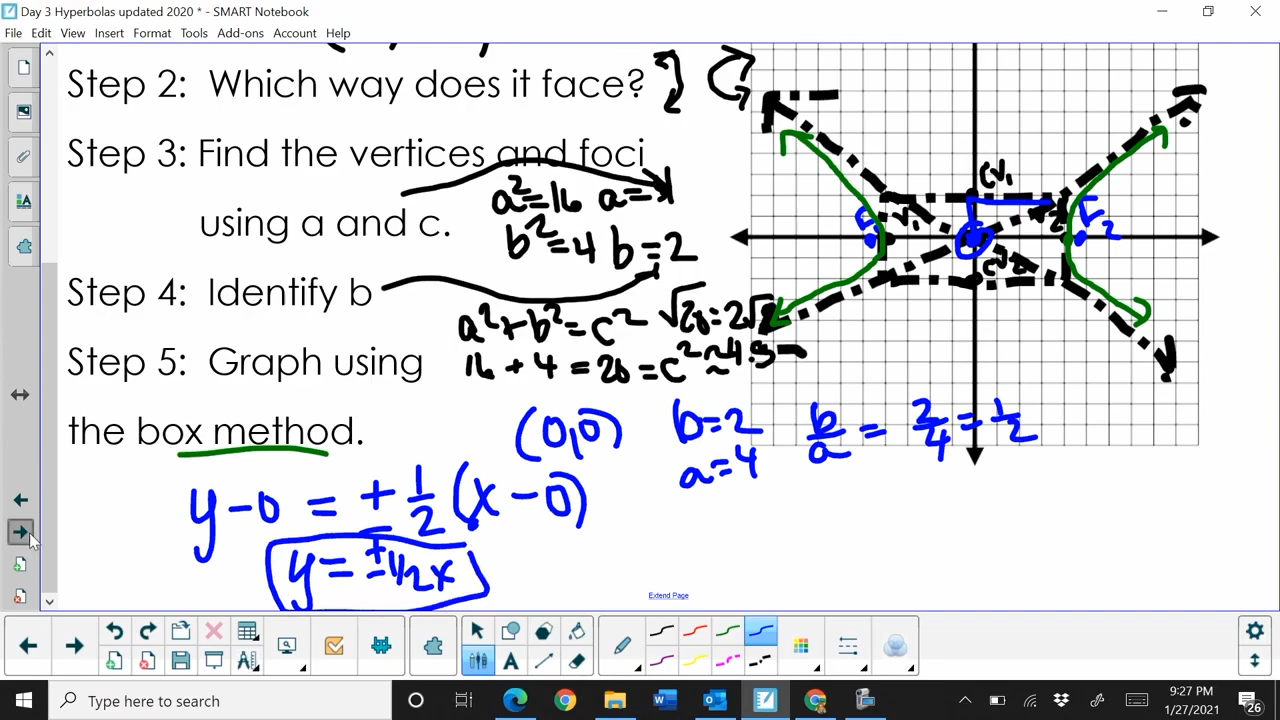 Day 3 Hyperbolas updated 2020 * - SMART Notebook
File Edit View Insert Format Tools Add-ons Account Help
Step 2: Which way does it face?
Step 3: Find the vertices and foci
using a and c.
a²=16 a=4
b²=4 b=2
Step 4: Identify b
a²+b²=c² √20=2√5
16+4=20=c² ≈4.5
Step 5: Graph using
the box method.
(0,0) b=2 b/a = 2/4 = 1/2
a=4
y-0 = ± 1/2 (x-0)
y = ± 1/2 x
CV₁
V₁
F₂
Extend Page
Type here to search
9:27 PM
1/27/2021
26